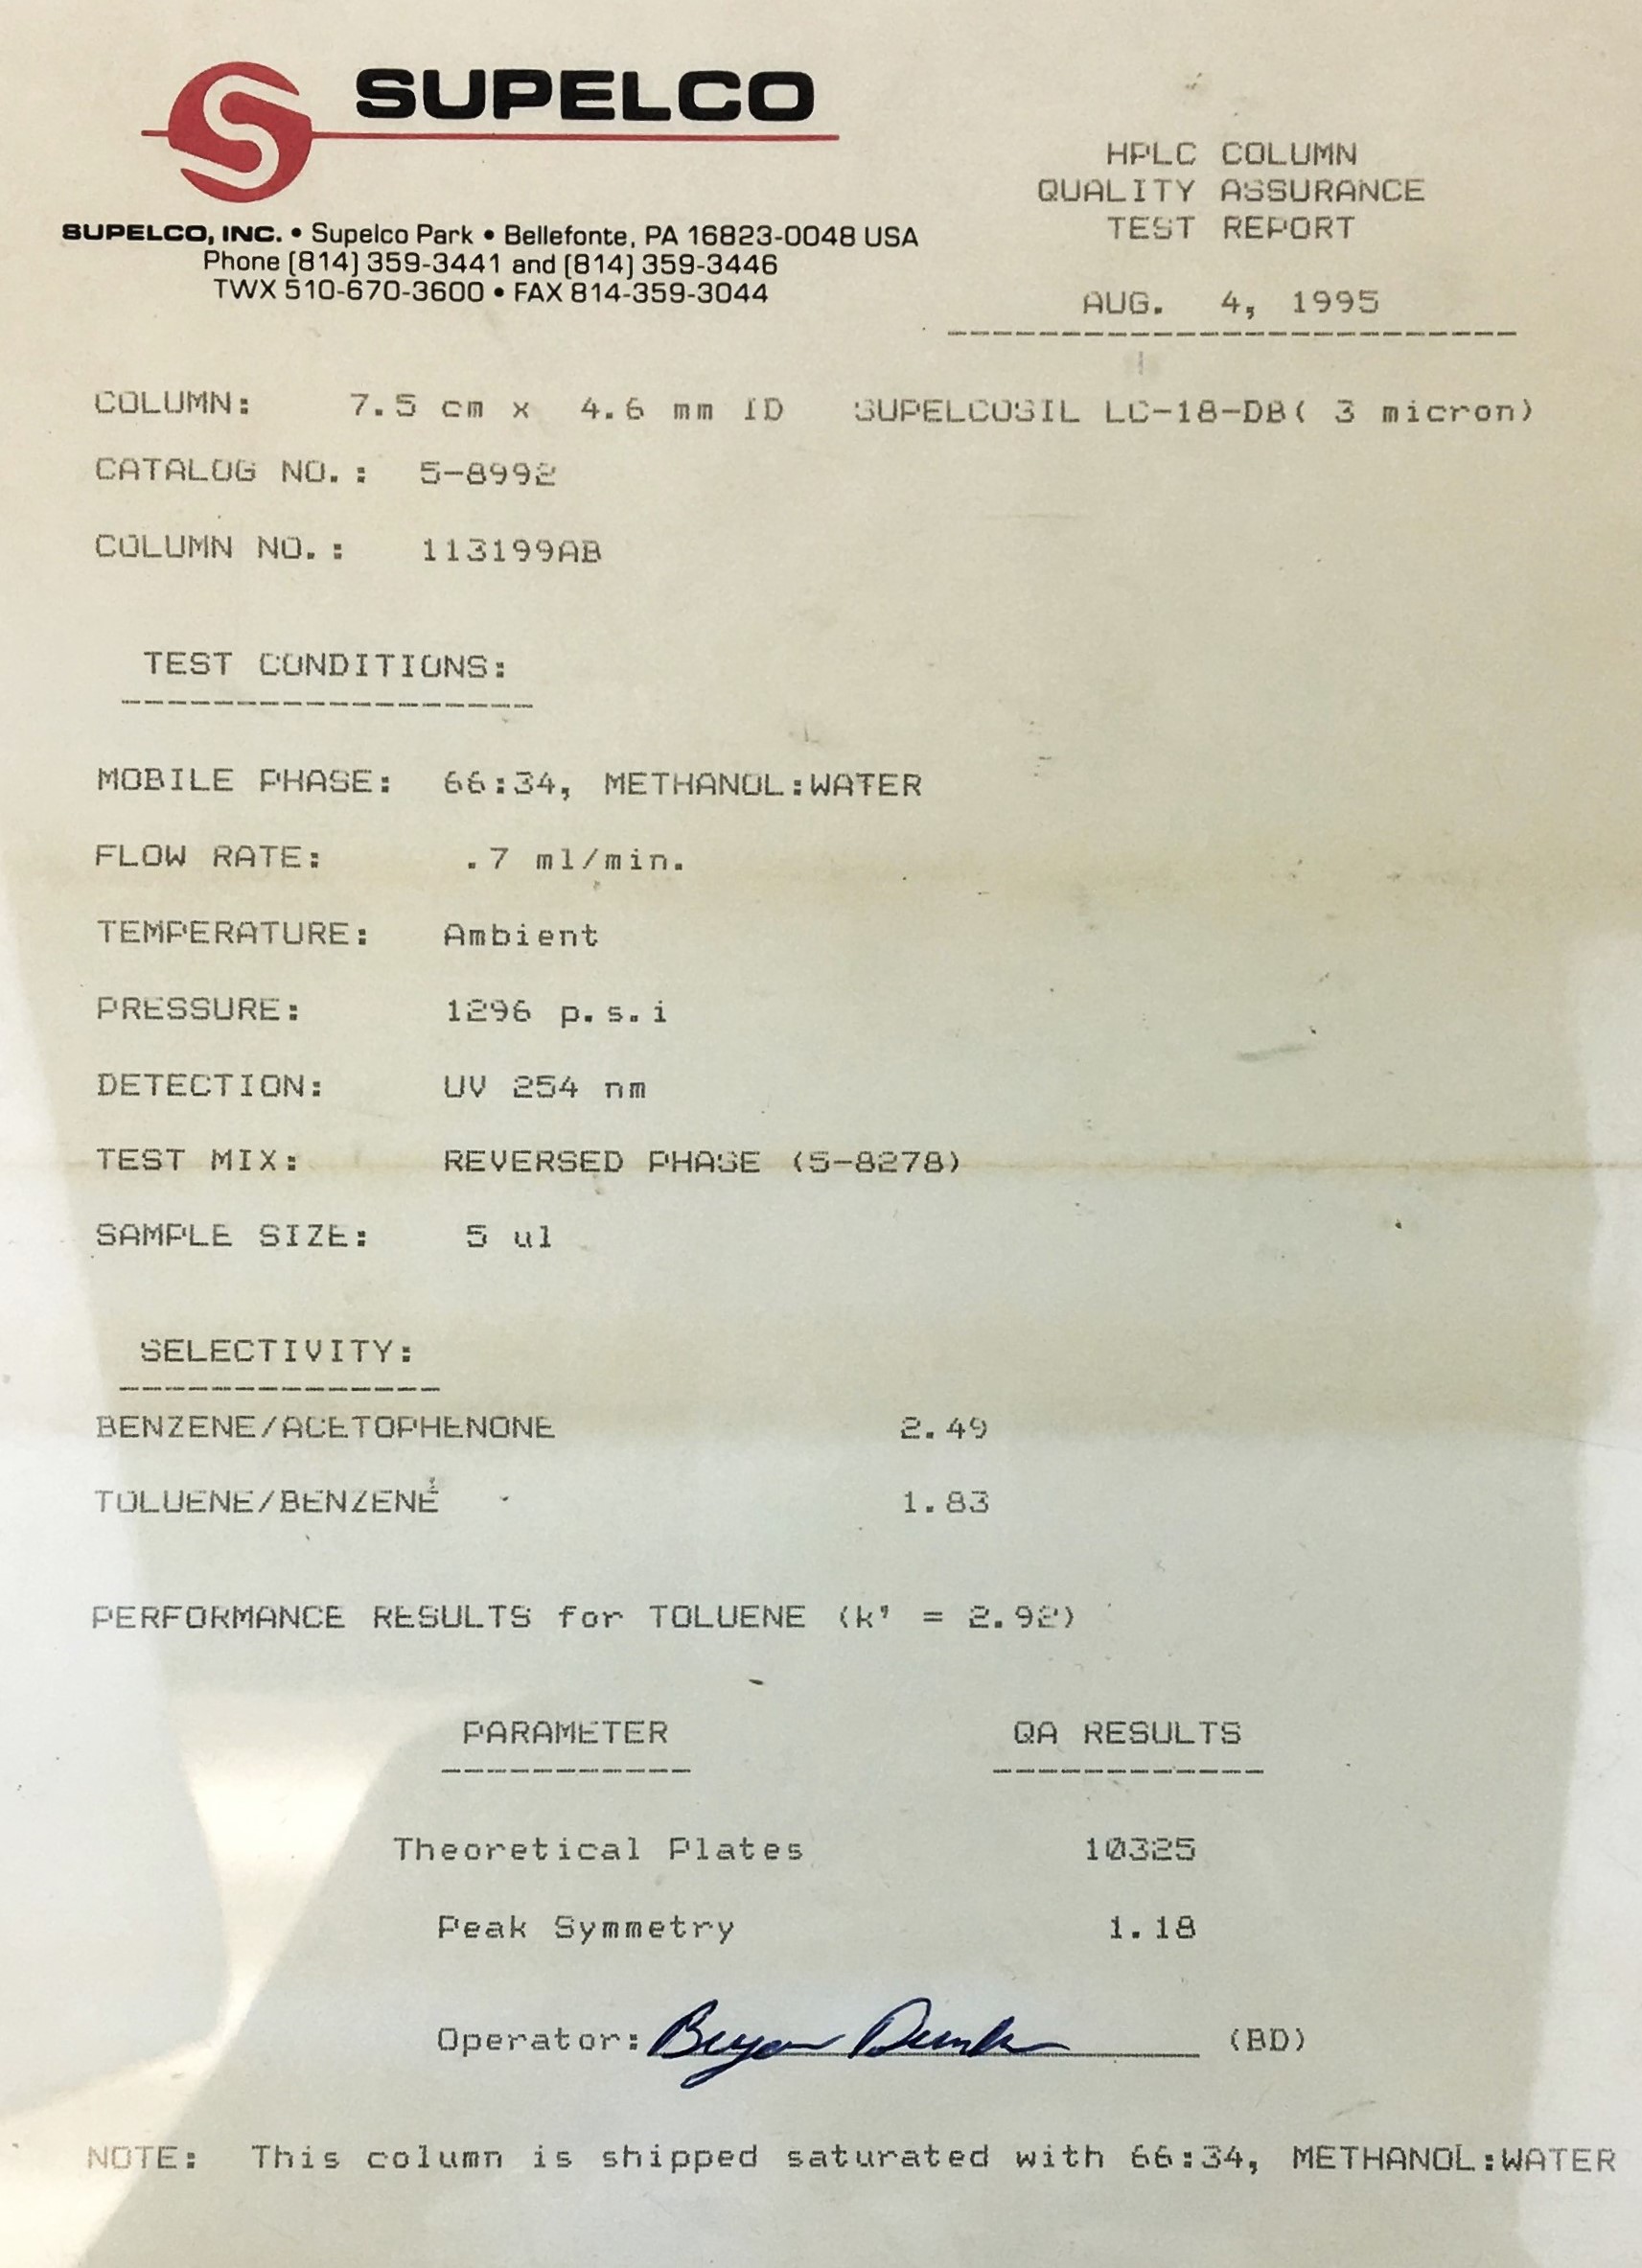 SUPELCO
SUPELCO, INC. • Supelco Park • Bellefonte, PA 16823-0048 USA
Phone (814) 359-3441 and (814) 359-3446
TWX 510-670-3600 • FAX 814-359-3044
HPLC COLUMN
QUALITY ASSURANCE
TEST REPORT
AUG. 4, 1995
COLUMN: 7.5 cm x 4.6 mm ID SUPELCOSIL LC-18-DB( 3 micron)
CATALOG NO.: 5-8992
COLUMN NO.: 113199AB
TEST CONDITIONS:
MOBILE PHASE: 66:34, METHANOL:WATER
FLOW RATE: .7 ml/min.
TEMPERATURE: Ambient
PRESSURE: 1296 p.s.i
DETECTION: UV 254 nm
TEST MIX: REVERSED PHASE (5-8278)
SAMPLE SIZE: 5 ul
SELECTIVITY:
BENZENE/ACETOPHENONE 2.49
TOLUENE/BENZENE 1.83
PERFORMANCE RESULTS for TOLUENE (k' = 2.92)
PARAMETER QA RESULTS
Theoretical Plates 10325
Peak Symmetry 1.18
Operator: Bryan (BD)
NOTE: This column is shipped saturated with 66:34, METHANOL:WATER